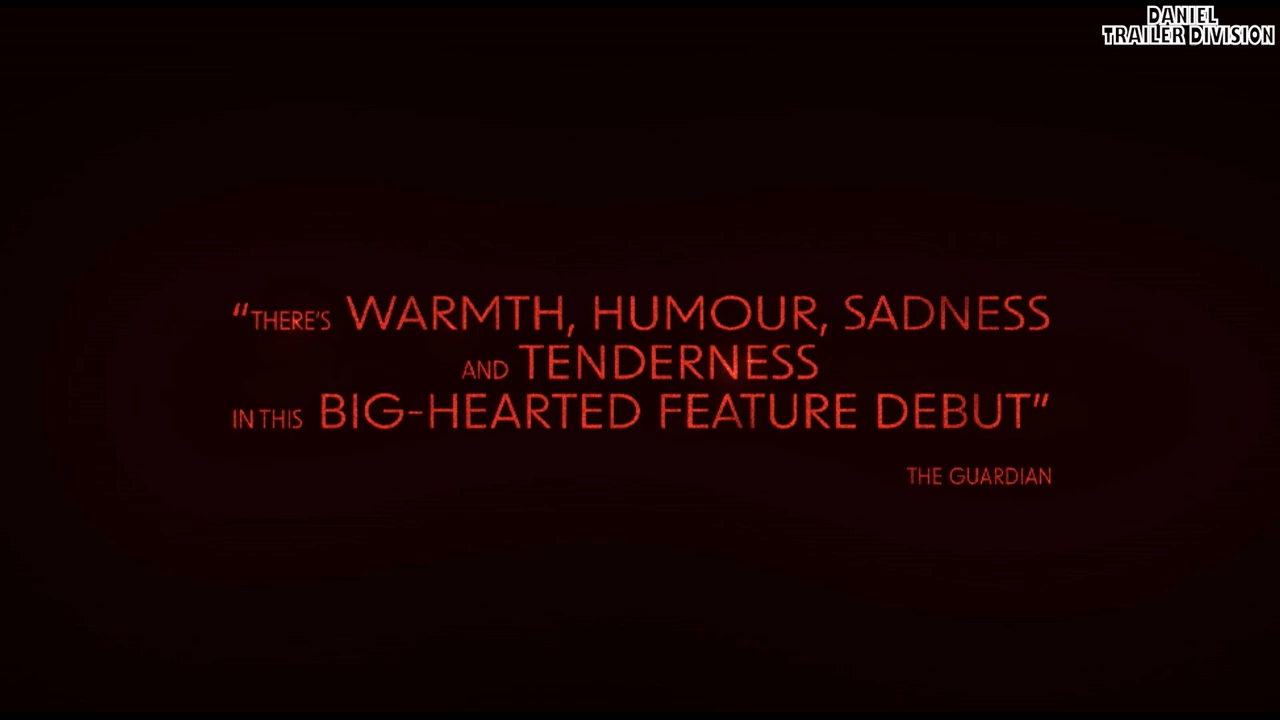 DANIEL
TRAILER DIVISION
“THERE’S WARMTH, HUMOUR, SADNESS
AND TENDERNESS
IN THIS BIG-HEARTED FEATURE DEBUT”
THE GUARDIAN